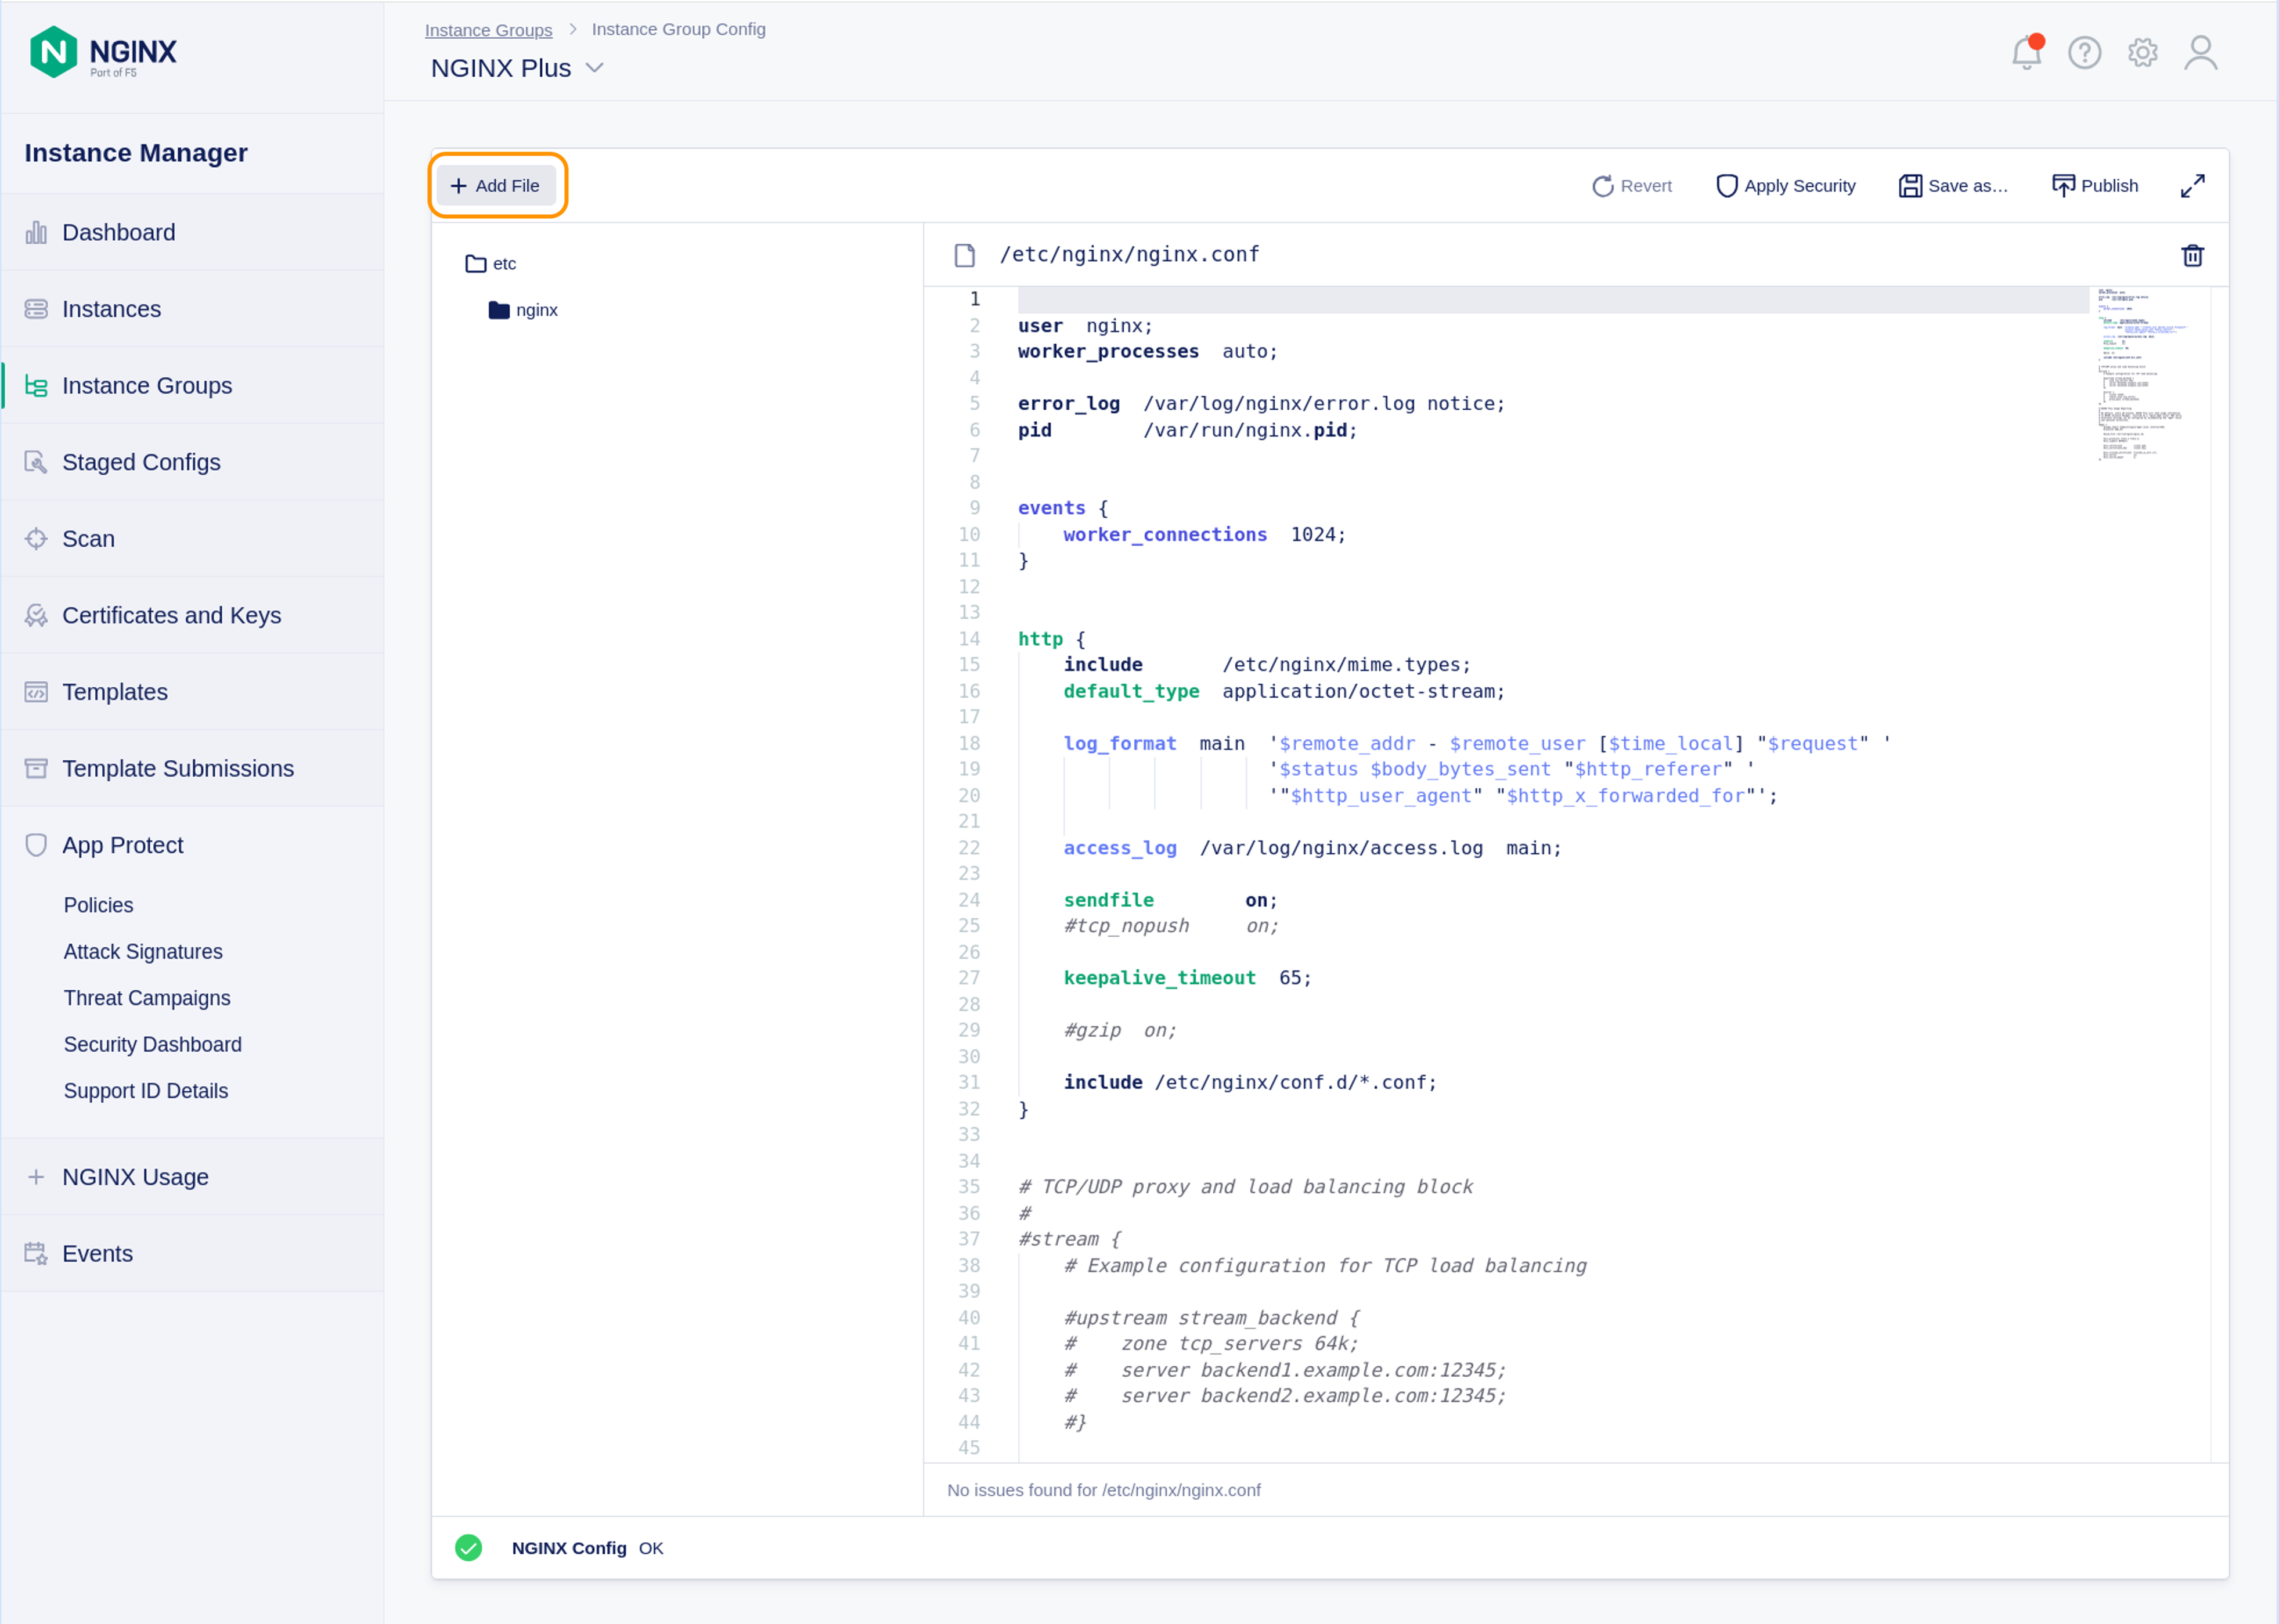 NGINX
Part of F5
Instance Manager
Dashboard
Instances
Instance Groups
Staged Configs
Scan
Certificates and Keys
Templates
Template Submissions
App Protect
Policies
Attack Signatures
Threat Campaigns
Security Dashboard
Support ID Details
NGINX Usage
Events
Instance Groups > Instance Group Config
NGINX Plus
+ Add File
Revert Apply Security Save as... Publish
etc
nginx
/etc/nginx/nginx.conf
1
2 user  nginx;
3 worker_processes  auto;
4
5 error_log  /var/log/nginx/error.log notice;
6 pid        /var/run/nginx.pid;
7
8
9 events {
10     worker_connections  1024;
11 }
12
13
14 http {
15     include       /etc/nginx/mime.types;
16     default_type  application/octet-stream;
17
18     log_format  main  '$remote_addr - $remote_user [$time_local] "$request" '
19                       '$status $body_bytes_sent "$http_referer" '
20                       '"$http_user_agent" "$http_x_forwarded_for"';
21
22     access_log  /var/log/nginx/access.log  main;
23
24     sendfile        on;
25     #tcp_nopush     on;
26
27     keepalive_timeout  65;
28
29     #gzip  on;
30
31     include /etc/nginx/conf.d/*.conf;
32 }
33
34
35 # TCP/UDP proxy and load balancing block
36 #
37 #stream {
38     # Example configuration for TCP load balancing
39
40     #upstream stream_backend {
41     #    zone tcp_servers 64k;
42     #    server backend1.example.com:12345;
43     #    server backend2.example.com:12345;
44     #}
45
No issues found for /etc/nginx/nginx.conf
NGINX Config OK